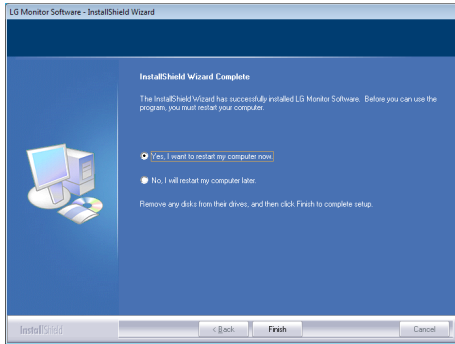 LG Monitor Software - InstallShield Wizard
InstallShield Wizard Complete
The InstallShield Wizard has successfully installed LG Monitor Software. Before you can use the
program, you must restart your computer.
Yes, I want to restart my computer now.
No, I will restart my computer later.
Remove any disks from their drives, and then click Finish to complete setup.
InstallShield
< Back
Finish
Cancel